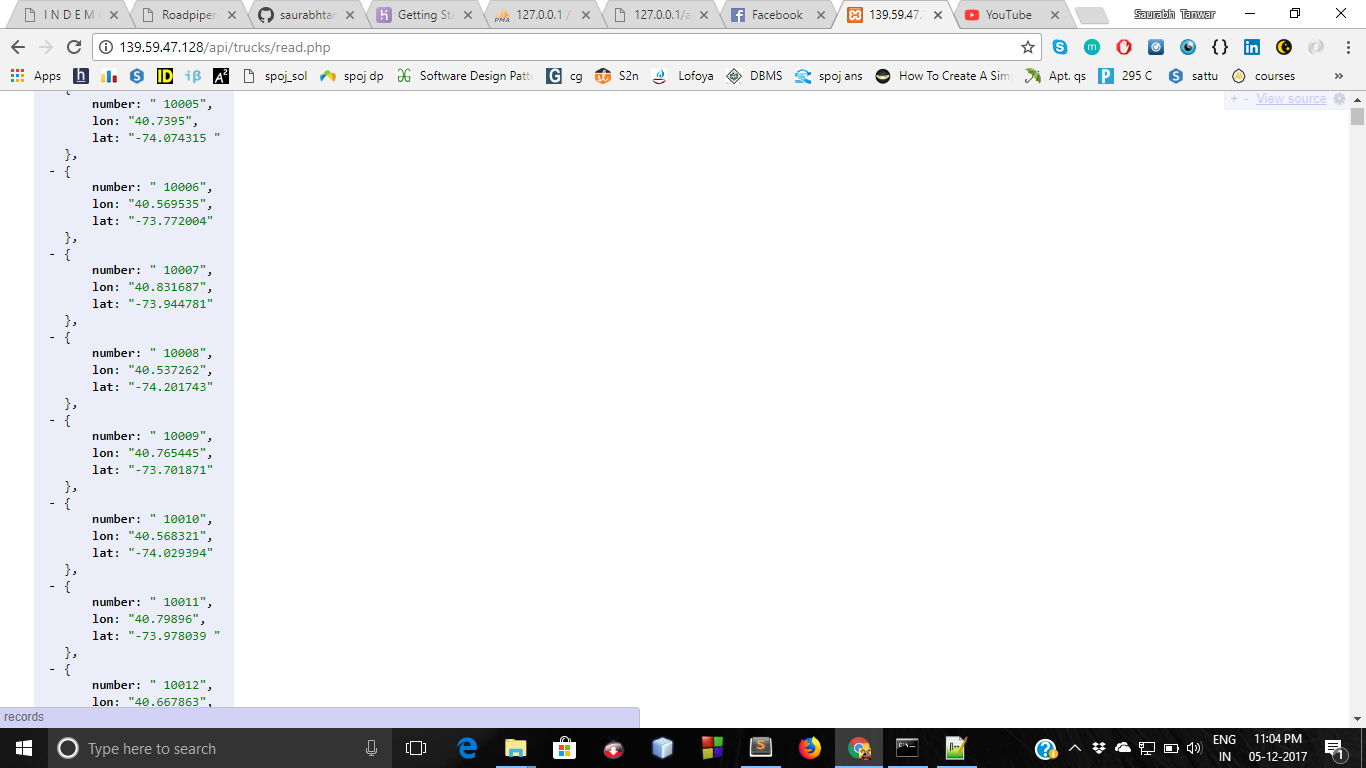 I N D E M
Roadpiper
saurabhtan
Getting Sta
PMA 127.0.0.1 /
127.0.0.1/a
Facebook
139.59.47.
YouTube
Saurabh Tanwar
139.59.47.128/api/trucks/read.php
Apps
spoj_sol
spoj dp
Software Design Patt
cg
S2n
Lofoya
DBMS
spoj ans
How To Create A Sim
Apt. qs
295 C
sattu
courses
»
+ - View source
{
number: " 10005",
lon: "40.7395",
lat: "-74.074315 "
},
- {
number: " 10006",
lon: "40.569535",
lat: "-73.772004"
},
- {
number: " 10007",
lon: "40.831687",
lat: "-73.944781"
},
- {
number: " 10008",
lon: "40.537262",
lat: "-74.201743"
},
- {
number: " 10009",
lon: "40.765445",
lat: "-73.701871"
},
- {
number: " 10010",
lon: "40.568321",
lat: "-74.029394"
},
- {
number: " 10011",
lon: "40.79896",
lat: "-73.978039 "
},
- {
number: " 10012",
lon: "40.667863",
records
Type here to search
ENG
IN
11:04 PM
05-12-2017
1